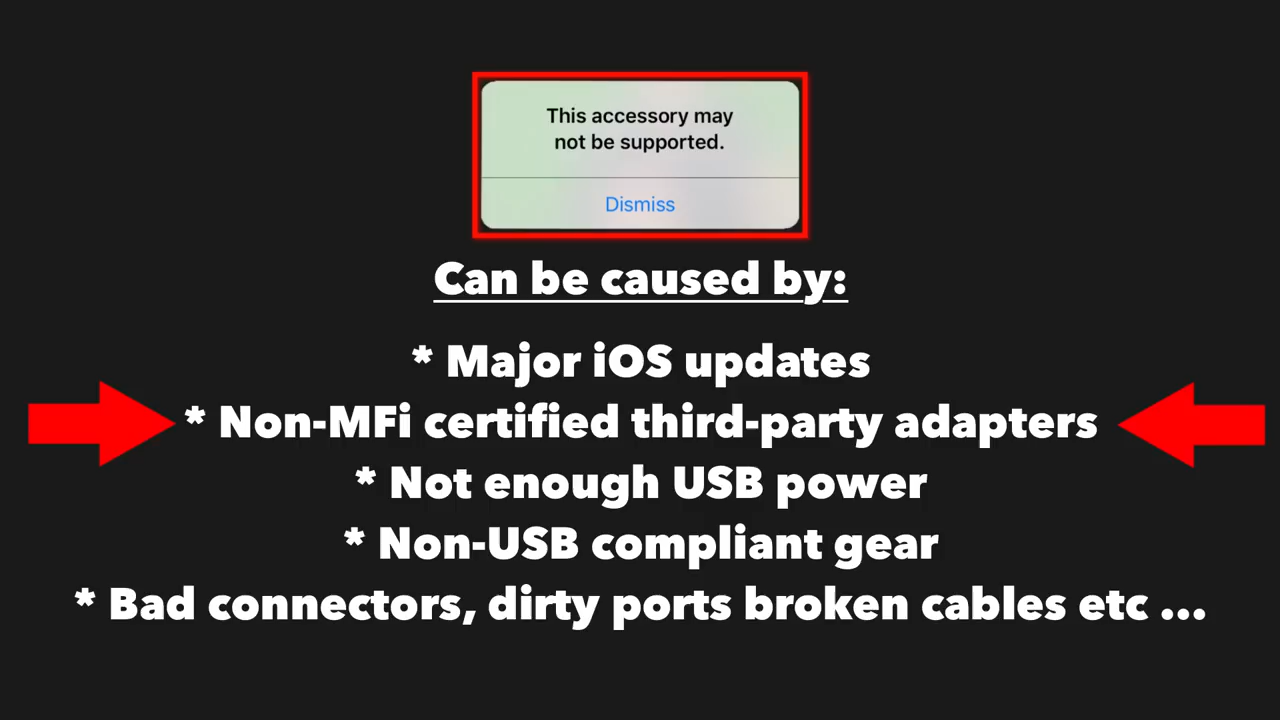 This accessory may
not be supported.
Dismiss
Can be caused by:
* Major iOS updates
* Non-MFi certified third-party adapters
* Not enough USB power
* Non-USB compliant gear
* Bad connectors, dirty ports broken cables etc ...